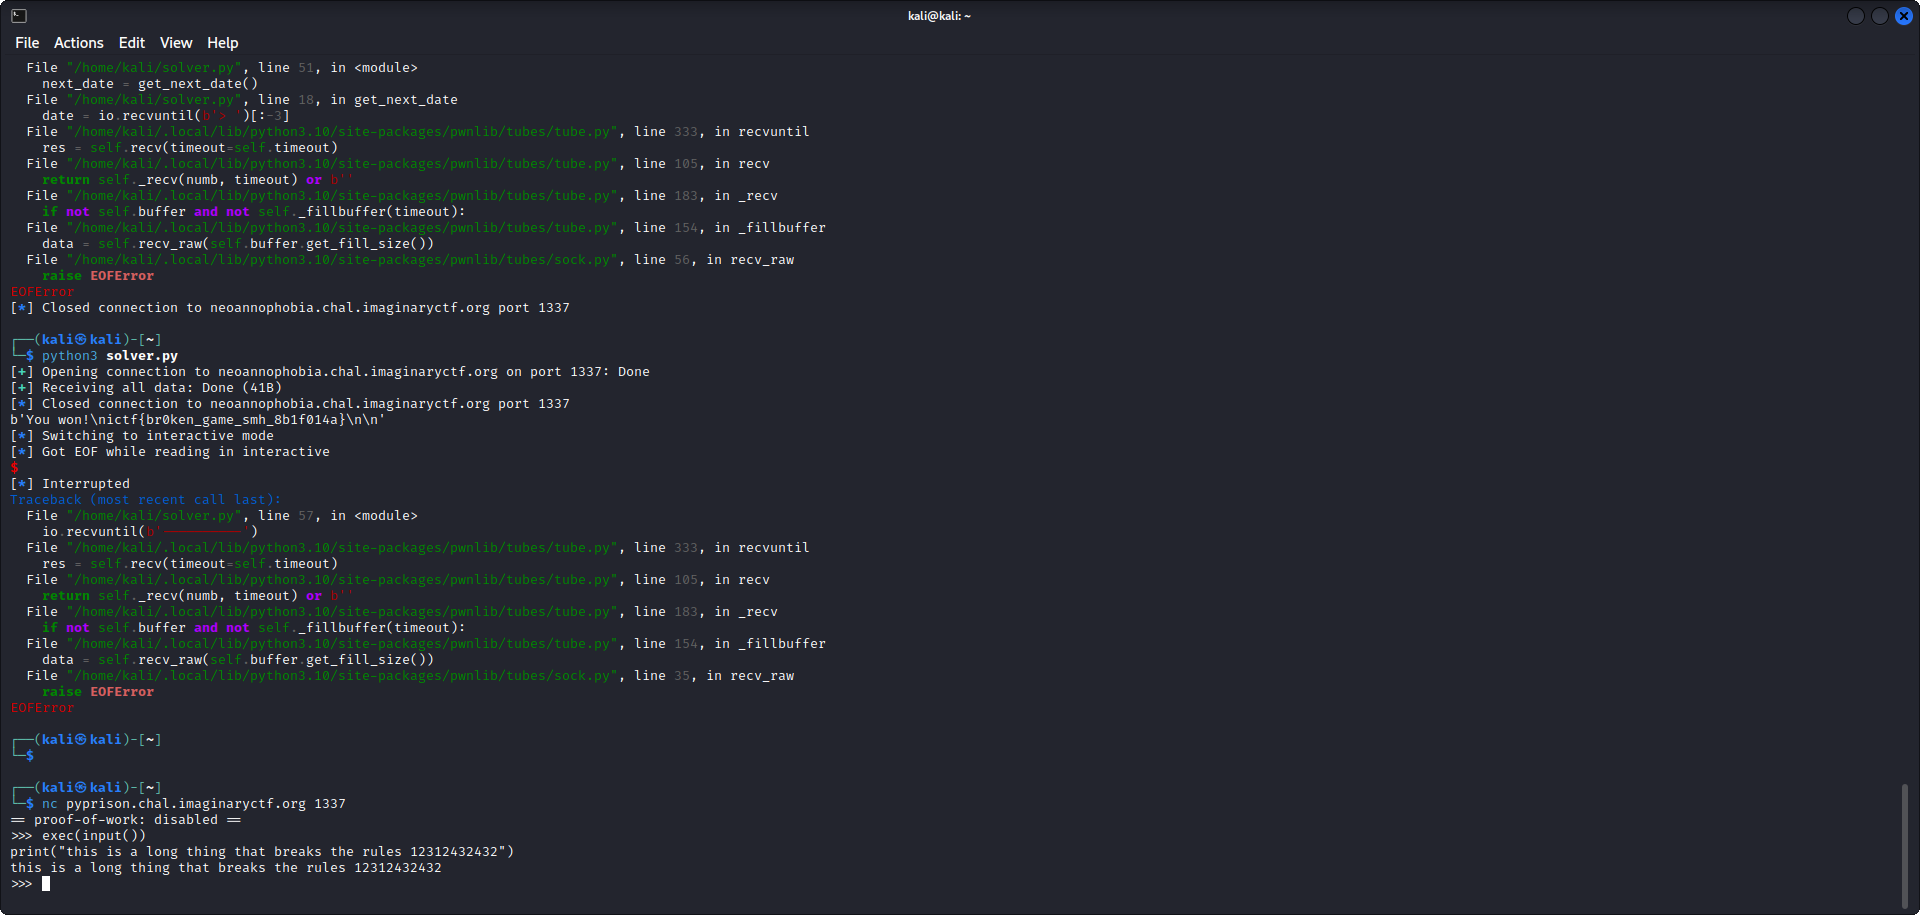 kali@kali: ~
File Actions Edit View Help
File "/home/kali/solver.py", line 51, in <module>
next_date = get_next_date()
File "/home/kali/solver.py", line 18, in get_next_date
date = io.recvuntil(b'> ')[:-3]
File "/home/kali/.local/lib/python3.10/site-packages/pwnlib/tubes/tube.py", line 333, in recvuntil
res = self.recv(timeout=self.timeout)
File "/home/kali/.local/lib/python3.10/site-packages/pwnlib/tubes/tube.py", line 105, in recv
return self._recv(numb, timeout) or b''
File "/home/kali/.local/lib/python3.10/site-packages/pwnlib/tubes/tube.py", line 183, in _recv
if not self.buffer and not self._fillbuffer(timeout):
File "/home/kali/.local/lib/python3.10/site-packages/pwnlib/tubes/tube.py", line 154, in _fillbuffer
data = self.recv_raw(self.buffer.get_fill_size())
File "/home/kali/.local/lib/python3.10/site-packages/pwnlib/tubes/sock.py", line 56, in recv_raw
raise EOFError
EOFError
[*] Closed connection to neoannophobia.chal.imaginaryctf.org port 1337
┌──(kali㉿kali)-[~]
└─$ python3 solver.py
[+] Opening connection to neoannophobia.chal.imaginaryctf.org on port 1337: Done
[+] Receiving all data: Done (41B)
[*] Closed connection to neoannophobia.chal.imaginaryctf.org port 1337
b'You won!\nictf{br0ken_game_smh_8b1f014a}\n\n'
[*] Switching to interactive mode
[*] Got EOF while reading in interactive
$
[*] Interrupted
Traceback (most recent call last):
File "/home/kali/solver.py", line 57, in <module>
io.recvuntil(b'----------')
File "/home/kali/.local/lib/python3.10/site-packages/pwnlib/tubes/tube.py", line 333, in recvuntil
res = self.recv(timeout=self.timeout)
File "/home/kali/.local/lib/python3.10/site-packages/pwnlib/tubes/tube.py", line 105, in recv
return self._recv(numb, timeout) or b''
File "/home/kali/.local/lib/python3.10/site-packages/pwnlib/tubes/tube.py", line 183, in _recv
if not self.buffer and not self._fillbuffer(timeout):
File "/home/kali/.local/lib/python3.10/site-packages/pwnlib/tubes/tube.py", line 154, in _fillbuffer
data = self.recv_raw(self.buffer.get_fill_size())
File "/home/kali/.local/lib/python3.10/site-packages/pwnlib/tubes/sock.py", line 35, in recv_raw
raise EOFError
EOFError
┌──(kali㉿kali)-[~]
└─$
┌──(kali㉿kali)-[~]
└─$ nc pyprison.chal.imaginaryctf.org 1337
== proof-of-work: disabled ==
>>> exec(input())
print("this is a long thing that breaks the rules 12312432432")
this is a long thing that breaks the rules 12312432432
>>>